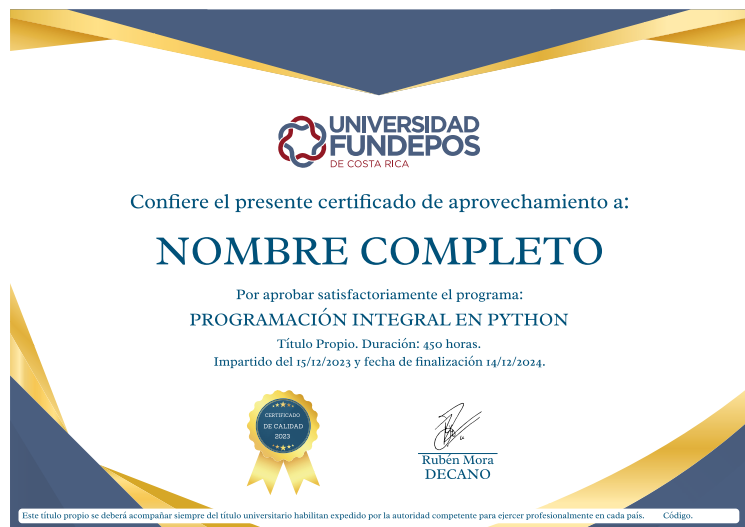 UNIVERSIDAD
FUNDEPOS
DE COSTA RICA
Confiere el presente certificado de aprovechamiento a:
NOMBRE COMPLETO
Por aprobar satisfactoriamente el programa:
PROGRAMACIÓN INTEGRAL EN PYTHON
Título Propio. Duración: 450 horas.
Impartido del 15/12/2023 y fecha de finalización 14/12/2024.
CERTIFICADO
DE CALIDAD
2023
Rubén Mora
DECANO
Este título propio se deberá acompañar siempre del título universitario habilitan expedido por la autoridad competente para ejercer profesionalmente en cada país. Código.